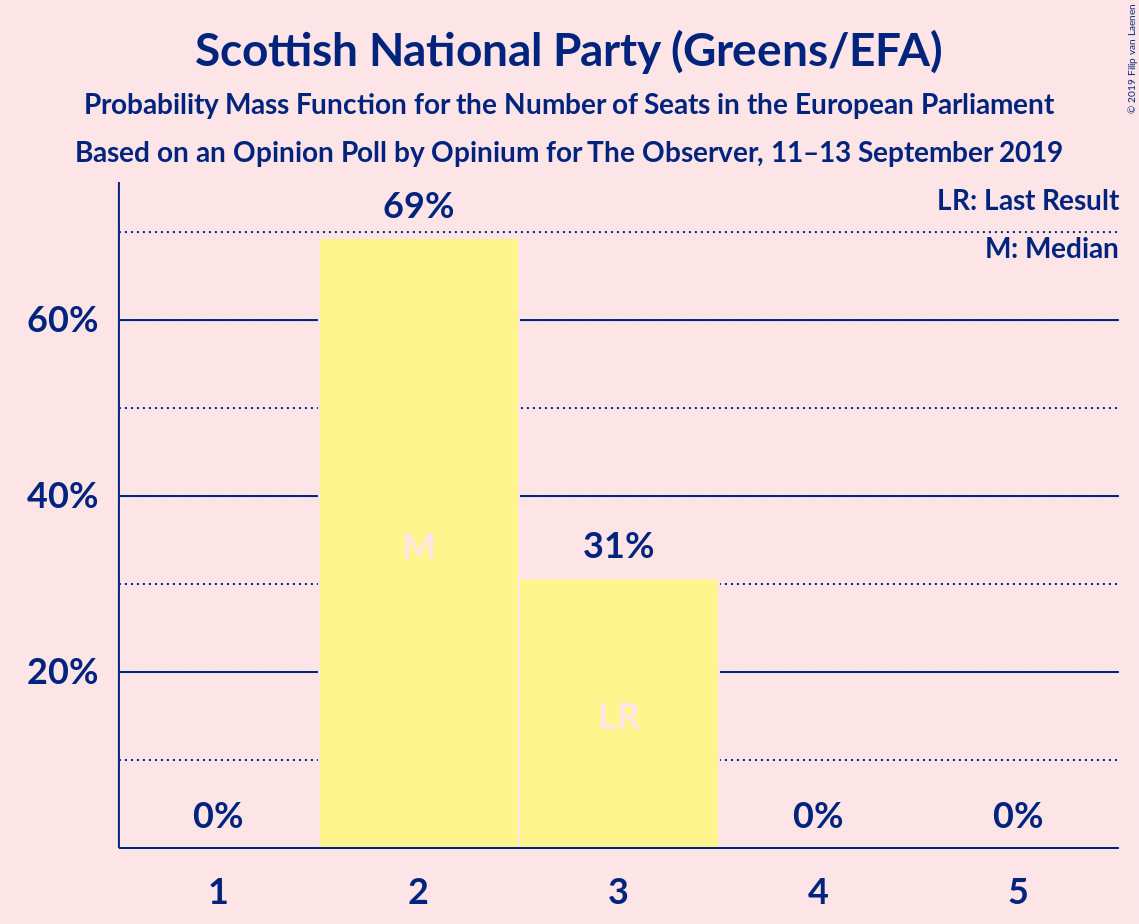 Scottish National Party (Greens/EFA)
Probability Mass Function for the Number of Seats in the European Parliament
Based on an Opinion Poll by Opinium for The Observer, 11–13 September 2019
© 2019 Filip van Laenen
LR: Last Result
M: Median
69%
60%
40%
31%
M
20%
LR
0%
0%
0%
1
2
3
4
5